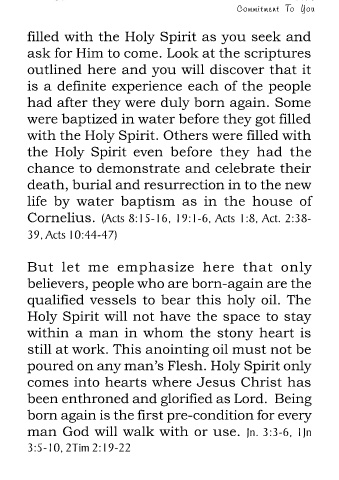 Commitment To You
filled with the Holy Spirit as you seek and
ask for Him to come. Look at the scriptures
outlined here and you will discover that it
is a definite experience each of the people
had after they were duly born again. Some
were baptized in water before they got filled
with the Holy Spirit. Others were filled with
the Holy Spirit even before they had the
chance to demonstrate and celebrate their
death, burial and resurrection in to the new
life by water baptism as in the house of
Cornelius. (Acts 8:15-16, 19:1-6, Acts 1:8, Act. 2:38-
39, Acts 10:44-47)
But let me emphasize here that only
believers, people who are born-again are the
qualified vessels to bear this holy oil. The
Holy Spirit will not have the space to stay
within a man in whom the stony heart is
still at work. This anointing oil must not be
poured on any man's Flesh. Holy Spirit only
comes into hearts where Jesus Christ has
been enthroned and glorified as Lord. Being
born again is the first pre-condition for every
man God will walk with or use. Jn. 3:3-6, 1Jn
3:5-10, 2Tim 2:19-22